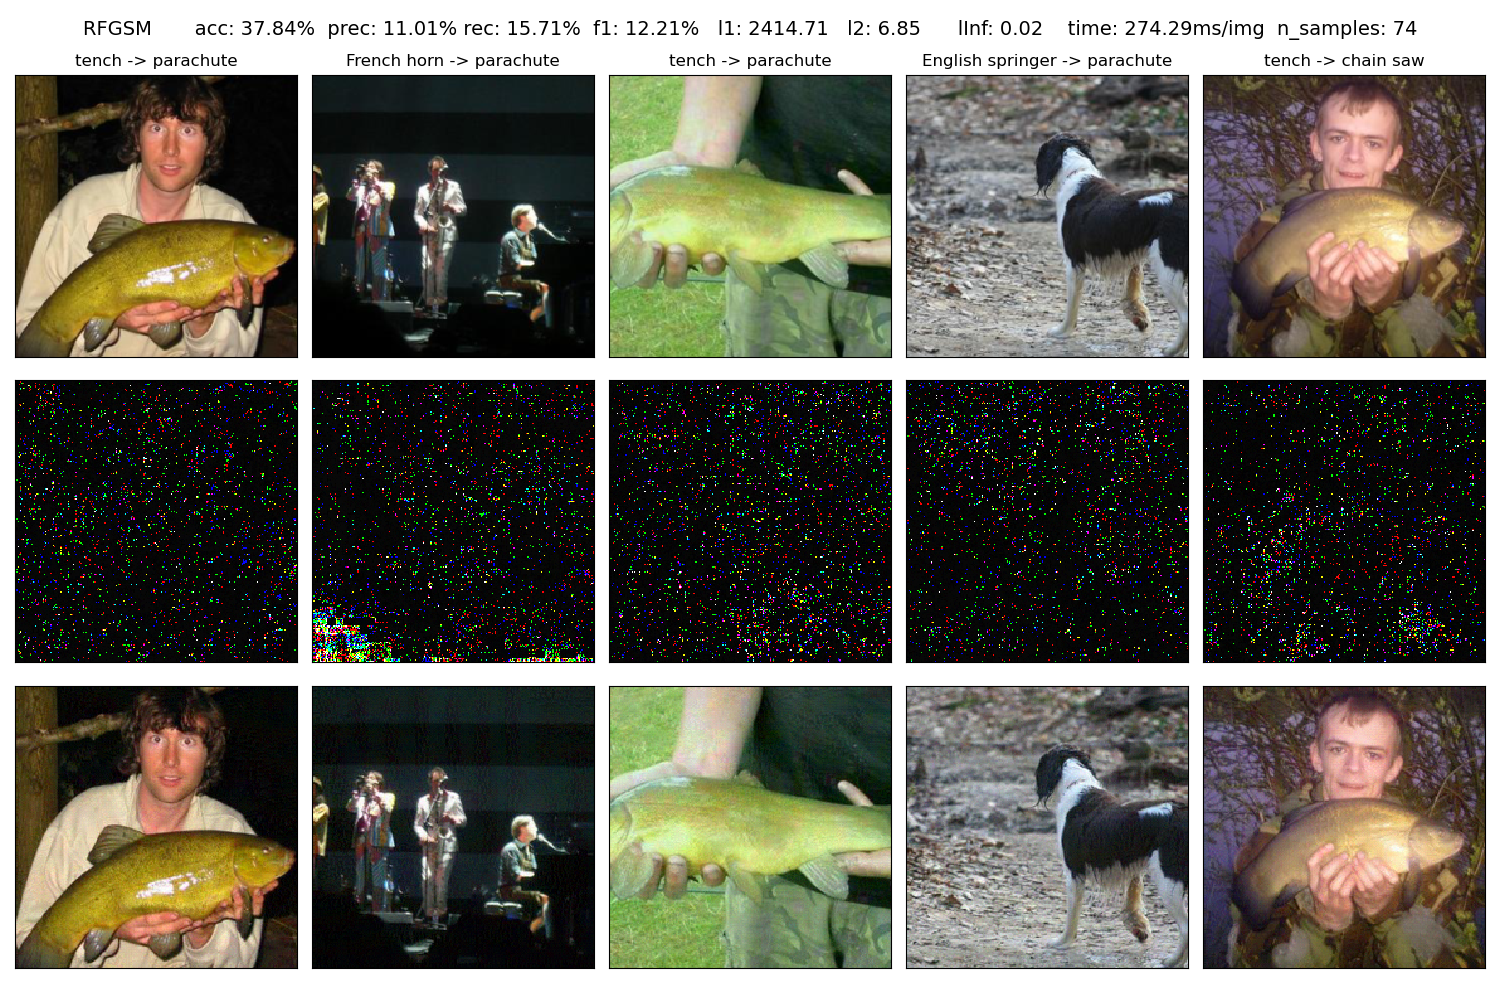 RFGSM acc: 37.84% prec: 11.01% rec: 15.71% f1: 12.21% l1: 2414.71 l2: 6.85 lInf: 0.02 time: 274.29ms/img n_samples: 74
tench -> parachute
French horn -> parachute
tench -> parachute
English springer -> parachute
tench -> chain saw